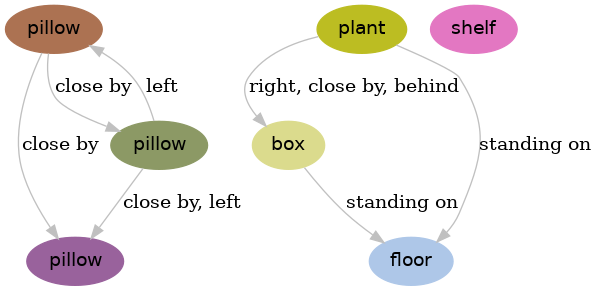 pillow
plant
shelf
close by
left
right, close by, behind
close by
pillow
box
standing on
close by, left
standing on
pillow
floor